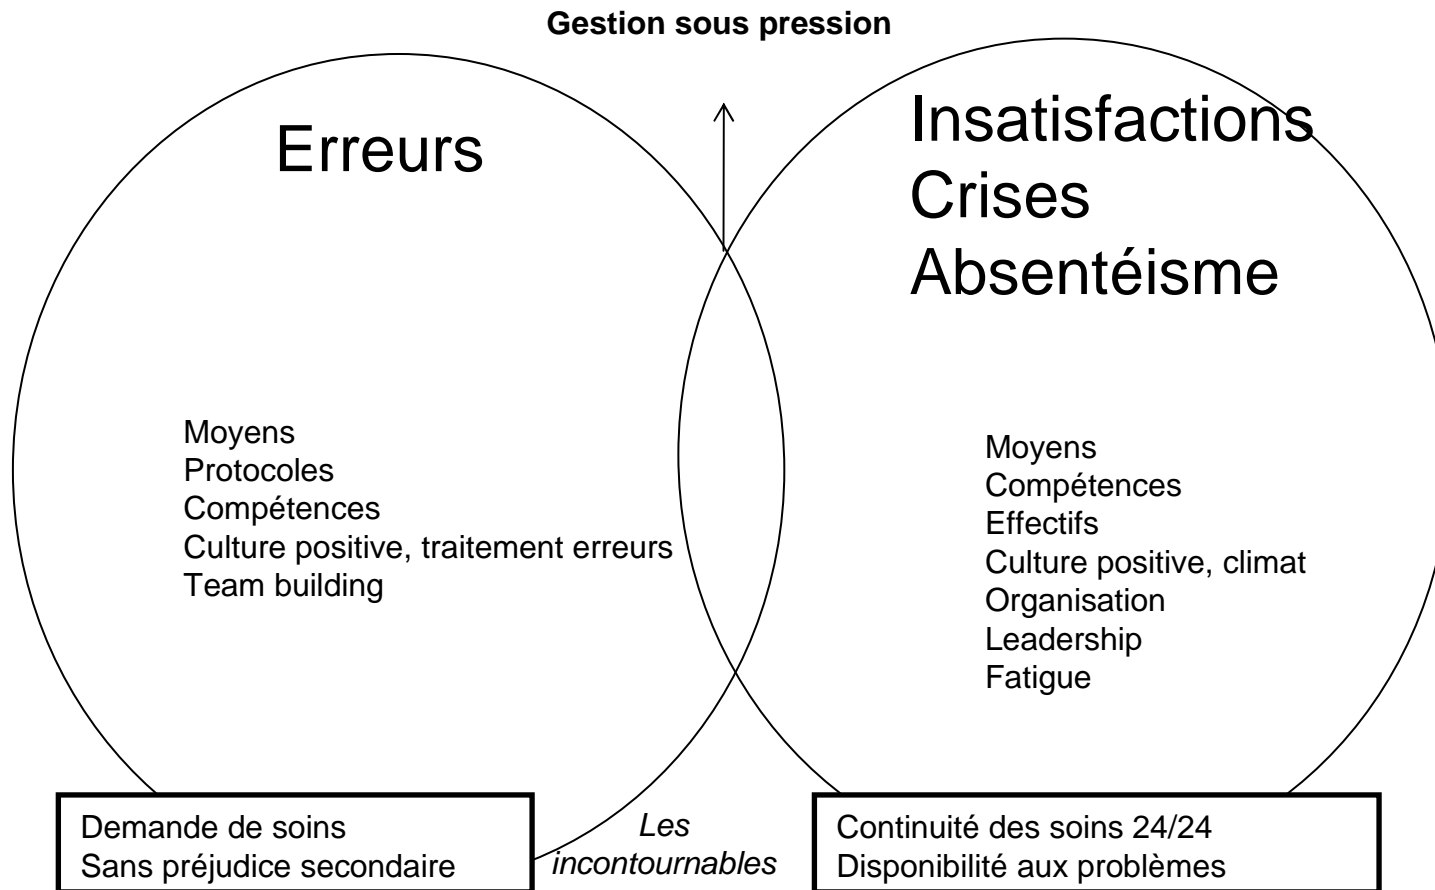 Gestion sous pression
Erreurs
Insatisfactions
Crises
Absentéisme
Moyens
Protocoles
Compétences
Culture positive, traitement erreurs
Team building
Moyens
Compétences
Effectifs
Culture positive, climat
Organisation
Leadership
Fatigue
Demande de soins
Sans préjudice secondaire
Les
incontournables
Continuité des soins 24/24
Disponibilité aux problèmes